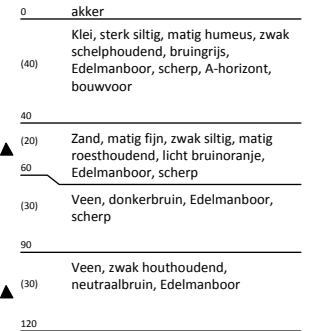 0 akker
Klei, sterk siltig, matig humeus, zwak
schelphoudend, bruingrijs,
(40)
Edelmanboor, scherp, A-horizont,
bouwvoor
40
(20) Zand, matig fijn, zwak siltig, matig
roesthoudend, licht bruinoranje,
60 Edelmanboor, scherp
(30) Veen, donkerbruin, Edelmanboor,
scherp
90
Veen, zwak houthoudend,
(30) neutraalbruin, Edelmanboor
120